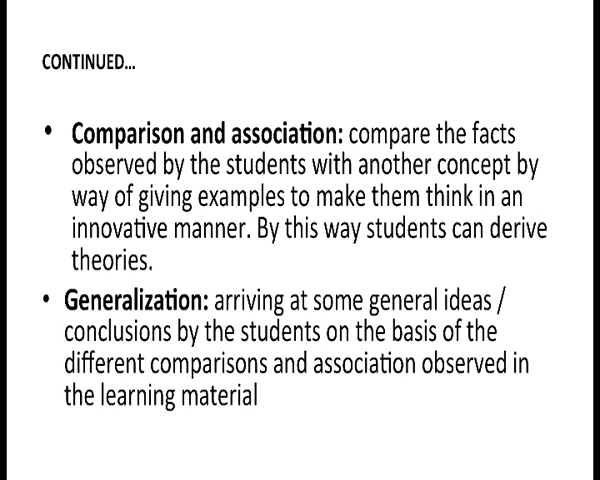 CONTINUED...
• Comparison and association: compare the facts
observed by the students with another concept by
way of giving examples to make them think in an
innovative manner. By this way students can derive
theories.
• Generalization: arriving at some general ideas /
conclusions by the students on the basis of the
different comparisons and association observed in
the learning material